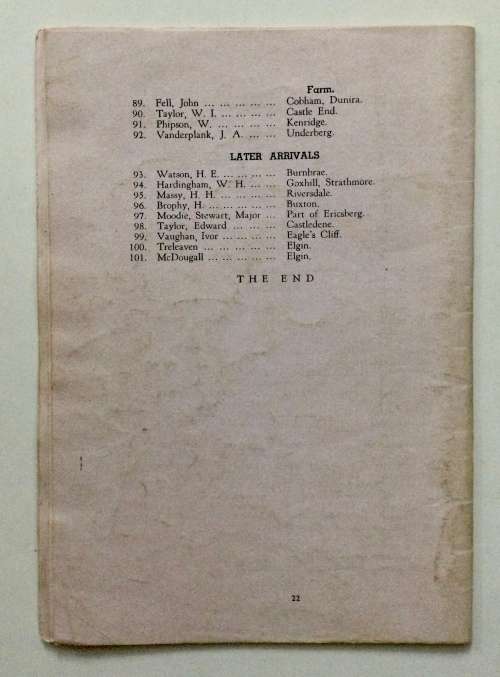 Farm.
89. Fell, John ... ... ... ... ... Cobham, Dunira.
90. Taylor, W. I. ... ... ... ... Castle End.
91. Phipson, W. ... ... ... ... Kenridge.
92. Vanderplank, J. A. ... ... Underberg.
LATER ARRIVALS
93. Watson, H. E. ... ... ... ... Burnbrae.
94. Hardingham, W. H. ... ... Goxhill, Strathmore.
95. Massy, H. H. ... ... ... ... Riversdale.
96. Brophy, H. ... ... ... ... ... Buxton.
97. Moodie, Stewart, Major ... Part of Ericsberg.
98. Taylor, Edward ... ... ... Castledene.
99. Vaughan, Ivor ... ... ... ... Eagle's Cliff.
100. Treleaven ... ... ... ... ... Elgin.
101. McDougall ... ... ... ... ... Elgin.
THE END
22